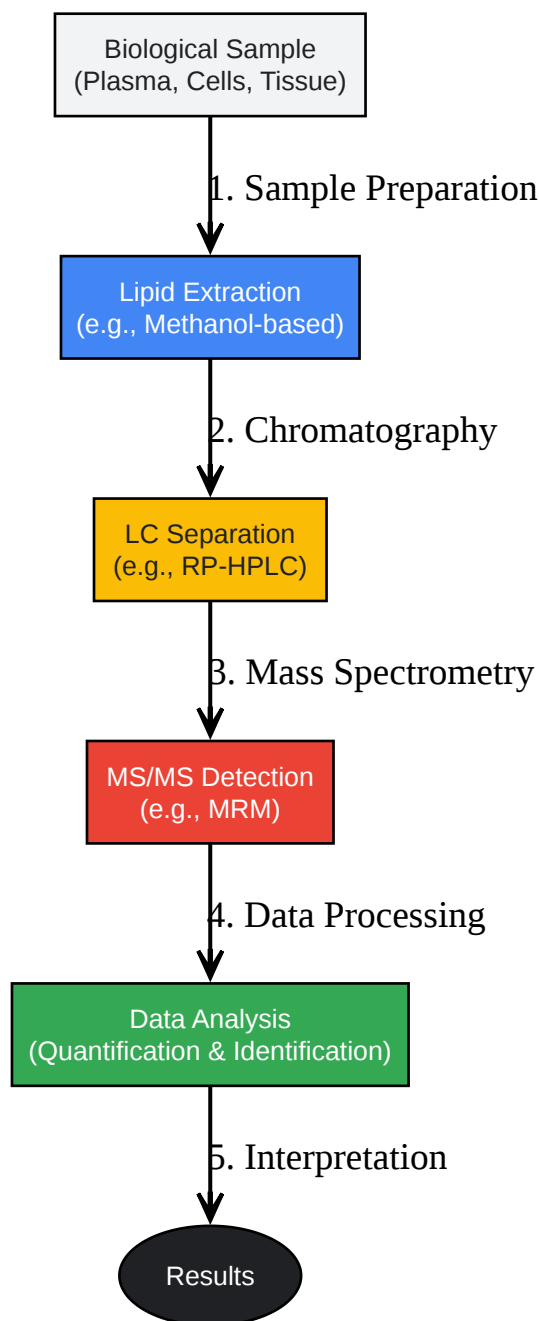 Biological Sample
(Plasma, Cells, Tissue)
1. Sample Preparation
Lipid Extraction
(e.g., Methanol-based)
2. Chromatography
LC Separation
(e.g., RP-HPLC)
3. Mass Spectrometry
MS/MS Detection
(e.g., MRM)
4. Data Processing
Data Analysis
(Quantification & Identification)
5. Interpretation
Results